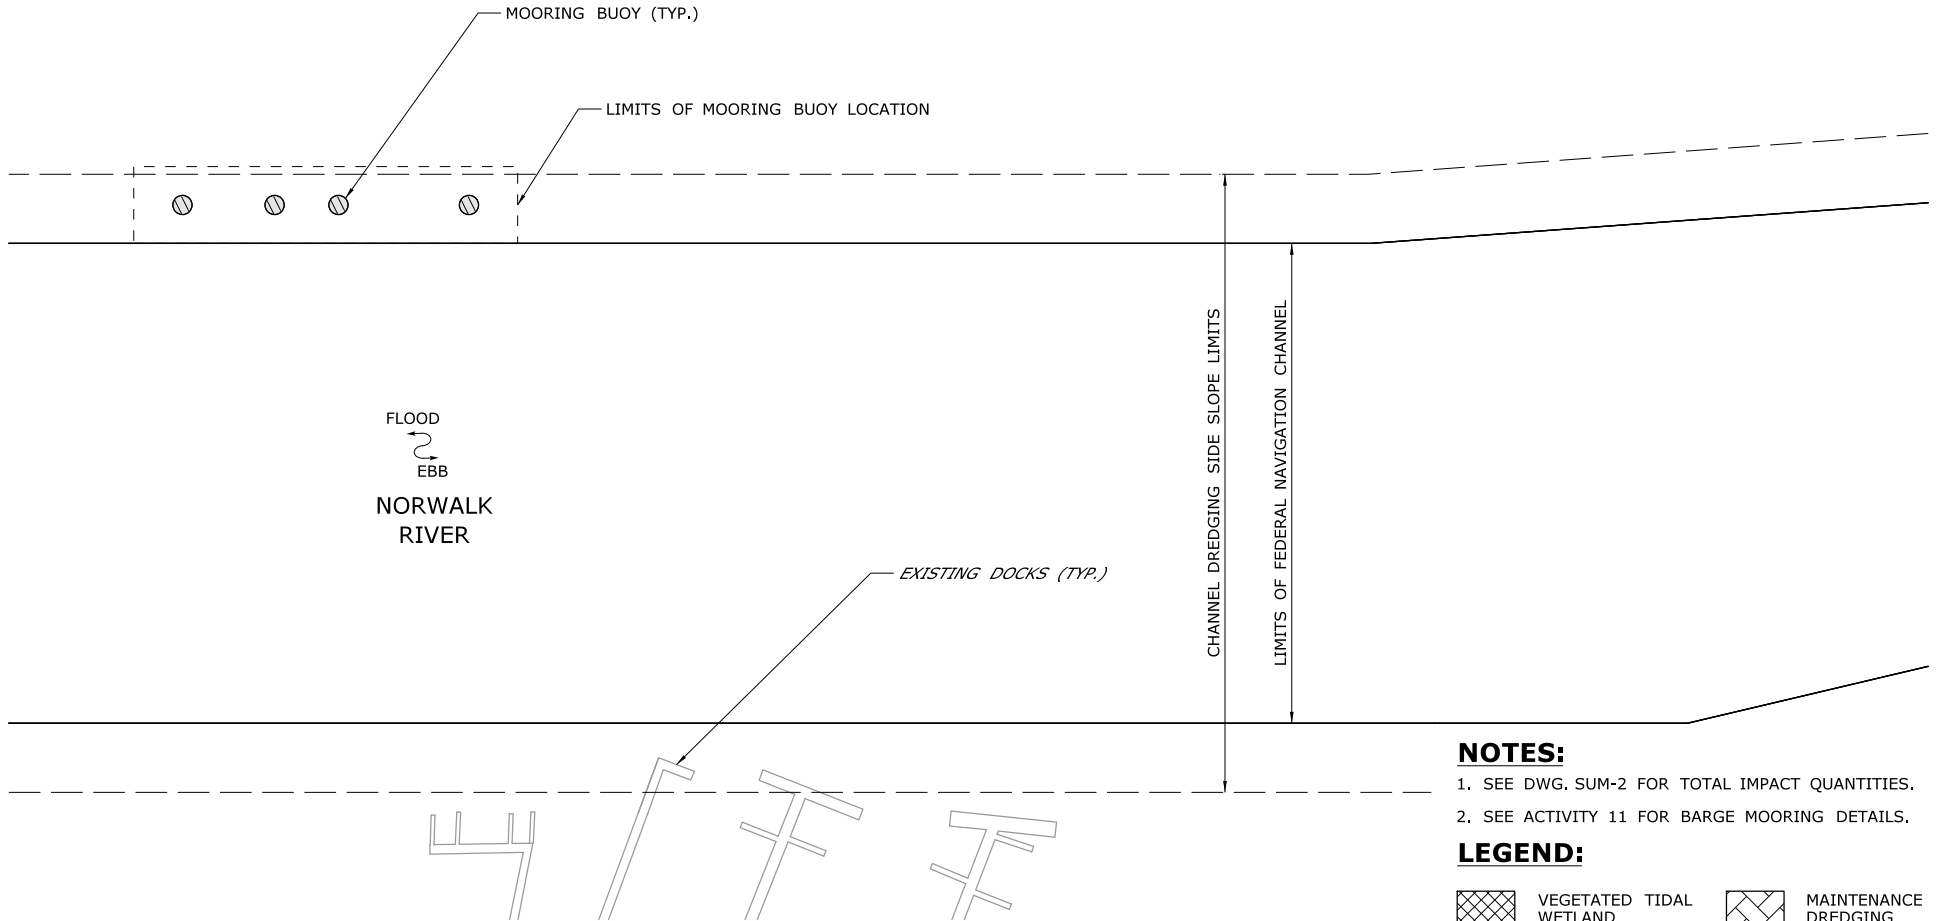 MOORING BUOY (TYP.)
LIMITS OF MOORING BUOY LOCATION
CHANNEL DREDGING SIDE SLOPE LIMITS
LIMITS OF FEDERAL NAVIGATION CHANNEL
FLOOD
EBB
NORWALK
RIVER
EXISTING DOCKS (TYP.)
NOTES:
1. SEE DWG. SUM-2 FOR TOTAL IMPACT QUANTITIES.
2. SEE ACTIVITY 11 FOR BARGE MOORING DETAILS.
LEGEND:
VEGETATED TIDAL
WETLAND
MAINTENANCE
DREDGING